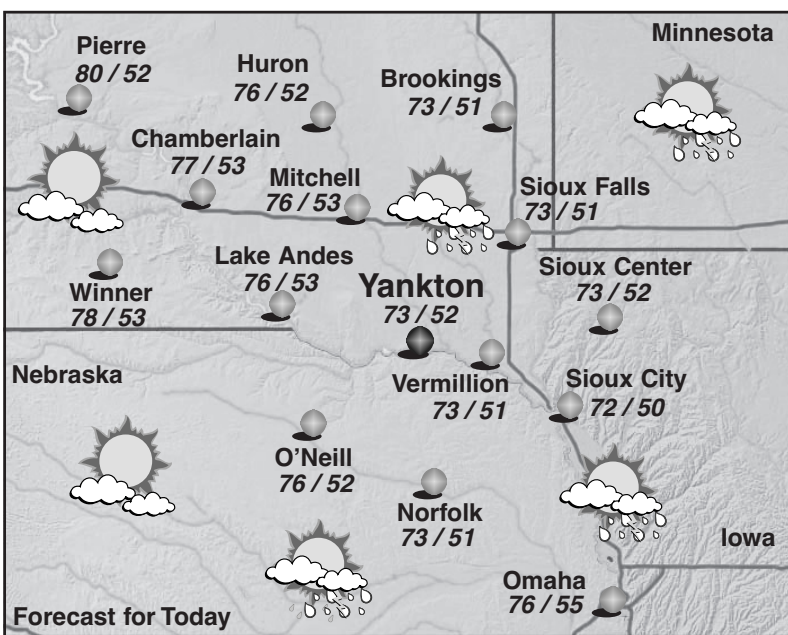 Pierre
80 / 52
Huron
76 / 52
Brookings
73 / 51
Minnesota
Chamberlain
77 / 53
Mitchell
76 / 53
Sioux Falls
73 / 51
Winner
78 / 53
Lake Andes
76 / 53
Yankton
73 / 52
Sioux Center
73 / 52
Nebraska
Vermillion
73 / 51
Sioux City
72 / 50
O’Neill
76 / 52
Norfolk
73 / 51
Iowa
Omaha
76 / 55
Forecast for Today